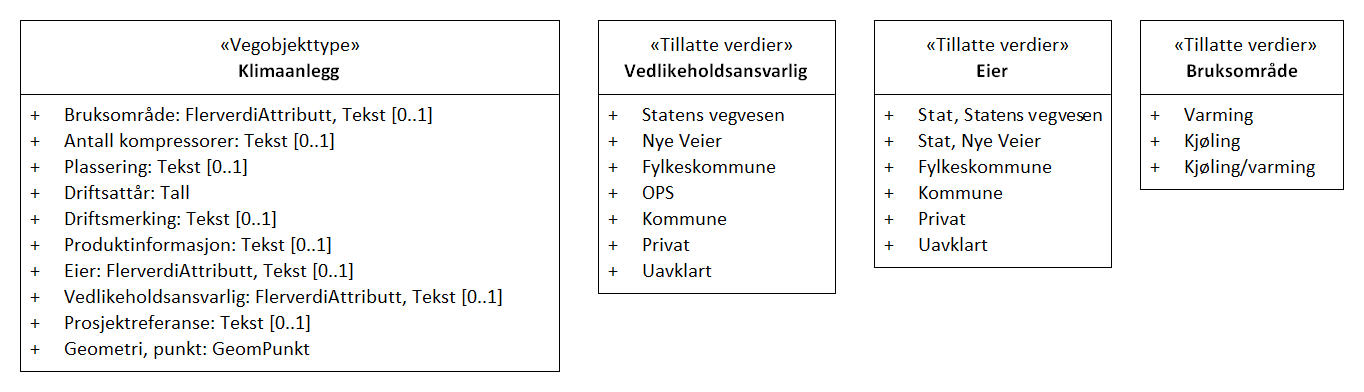 «Vegobjekttype»
Klimaanlegg
+ Bruksområde: FlerverdiAttributt, Tekst [0..1]
+ Antall kompressorer: Tekst [0..1]
+ Plassering: Tekst [0..1]
+ Driftsattår: Tall
+ Driftsmerking: Tekst [0..1]
+ Produktinformasjon: Tekst [0..1]
+ Eier: FlerverdiAttributt, Tekst [0..1]
+ Vedlikeholdsansvarlig: FlerverdiAttributt, Tekst [0..1]
+ Prosjektreferanse: Tekst [0..1]
+ Geometri, punkt: GeomPunkt
«Tillatte verdier»
Vedlikeholdsansvarlig
+ Statens vegvesen
+ Nye Veier
+ Fylkeskommune
+ OPS
+ Kommune
+ Privat
+ Uavklart
«Tillatte verdier»
Eier
+ Stat, Statens vegvesen
+ Stat, Nye Veier
+ Fylkeskommune
+ Kommune
+ Privat
+ Uavklart
«Tillatte verdier»
Bruksområde
+ Varming
+ Kjøling
+ Kjøling/varming